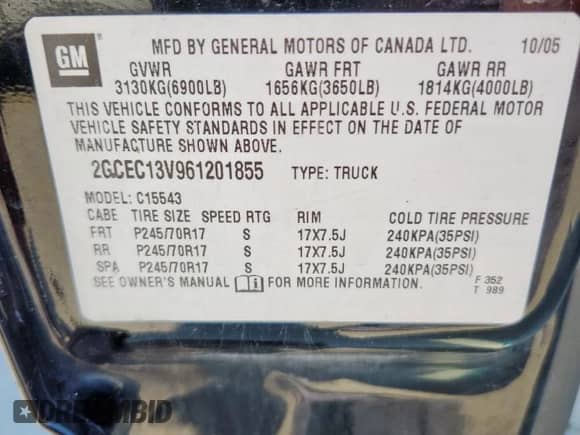 GM
MFD BY GENERAL MOTORS OF CANADA LTD. 10/05
GVWR GAWR FRT GAWR RR
3130KG(6900LB) 1656KG(3650LB) 1814KG(4000LB)
THIS VEHICLE CONFORMS TO ALL APPLICABLE U.S. FEDERAL MOTOR
VEHICLE SAFETY STANDARDS IN EFFECT ON THE DATE OF
MANUFACTURE SHOWN ABOVE.
2GCEC13V961201855 TYPE: TRUCK
MODEL: C15543
CABE TIRE SIZE SPEED RTG RIM COLD TIRE PRESSURE
FRT P245/70R17 S 17X7.5J 240KPA(35PSI)
RR P245/70R17 S 17X7.5J 240KPA(35PSI)
SPA P245/70R17 S 17X7.5J 240KPA(35PSI)
SEE OWNER'S MANUAL FOR MORE INFORMATION.
F 352
T 989
DREAMBID